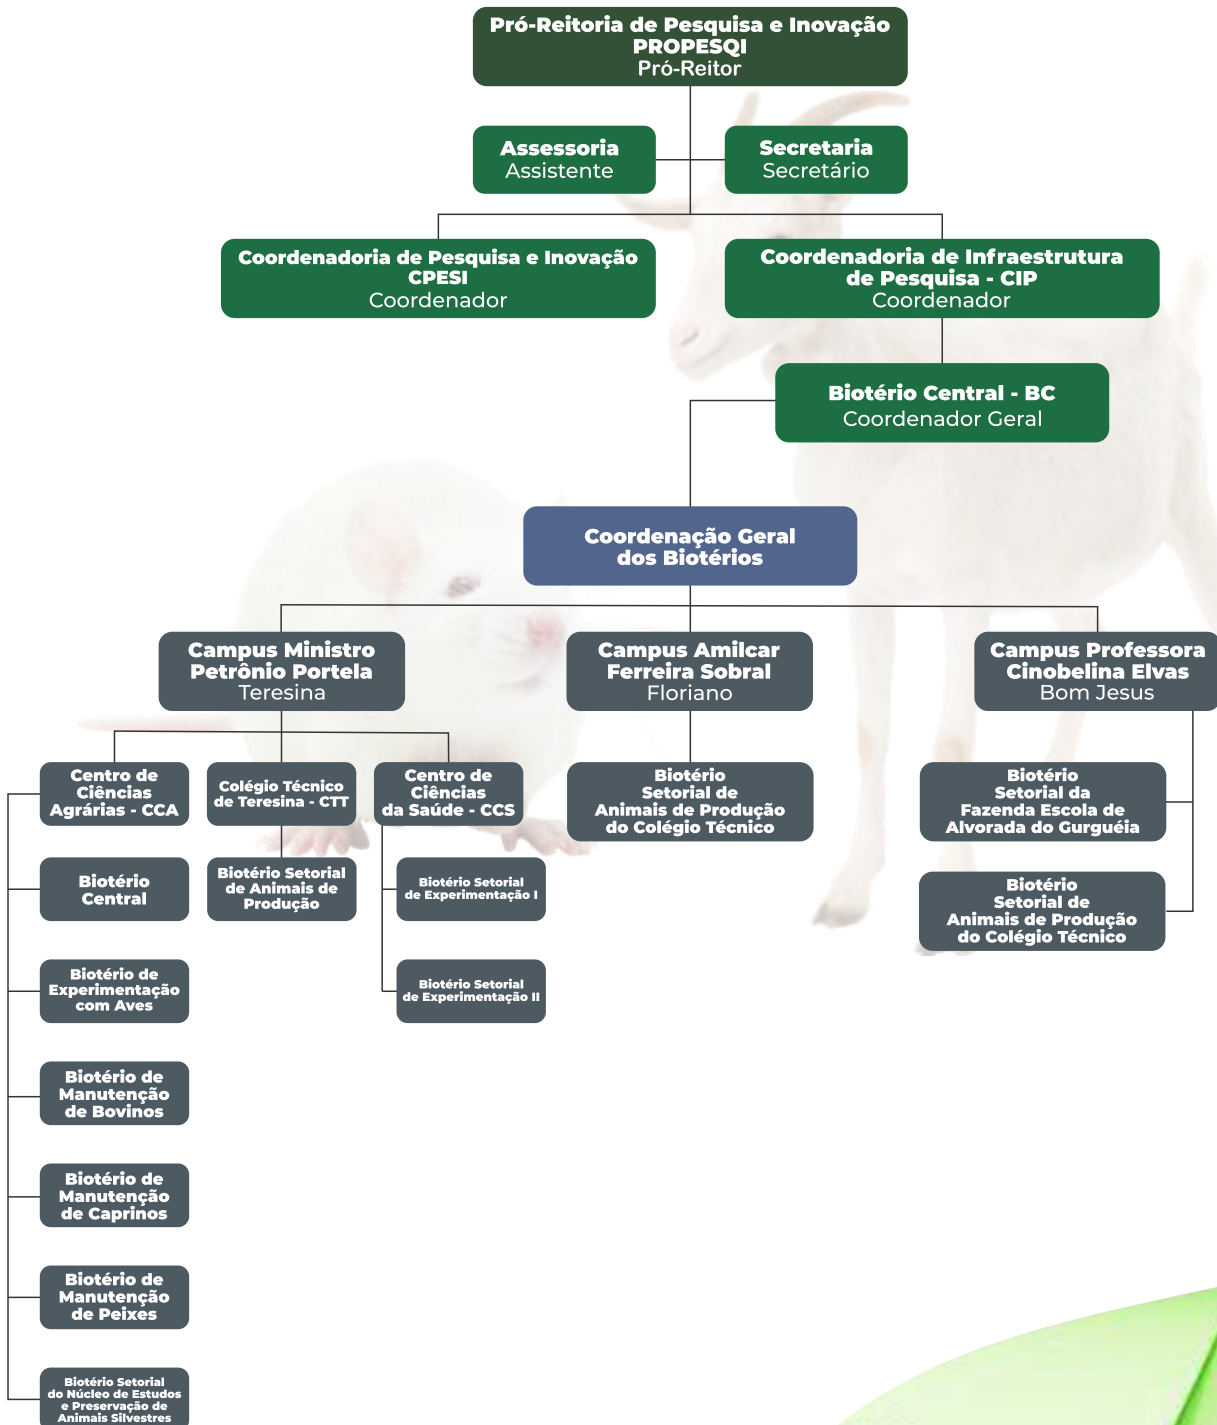 Pró-Reitoria de Pesquisa e Inovação
PROPESQI
Pró-Reitor
Assessoria
Assistente
Secretaria
Secretário
Coordenadoria de Pesquisa e Inovação
CPESI
Coordenador
Coordenadoria de Infraestrutura
de Pesquisa - CIP
Coordenador
Biotério Central - BC
Coordenador Geral
Coordenação Geral
dos Biotérios
Campus Ministro
Petrônio Portela
Teresina
Campus Amilcar
Ferreira Sobral
Floriano
Campus Professora
Cinobelina Elvas
Bom Jesus
Centro de
Ciências
Agrárias - CCA
Colégio Técnico
de Teresina - CTT
Centro de
Ciências
da Saúde - CCS
Biotério
Setorial de
Animais de Produção
do Colégio Técnico
Biotério
Setorial da
Fazenda Escola de
Alvorada do Gurguéia
Biotério
Central
Biotério Setorial
de Animais de
Produção
Biotério Setorial
de Experimentação I
Biotério
Setorial de
Animais de Produção
do Colégio Técnico
Biotério de
Experimentação
com Aves
Biotério Setorial
de Experimentação II
Biotério de
Manutenção
de Bovinos
Biotério de
Manutenção
de Caprinos
Biotério de
Manutenção
de Peixes
Biotério Setorial
do Núcleo de Estudos
e Preservação de
Animais Silvestres